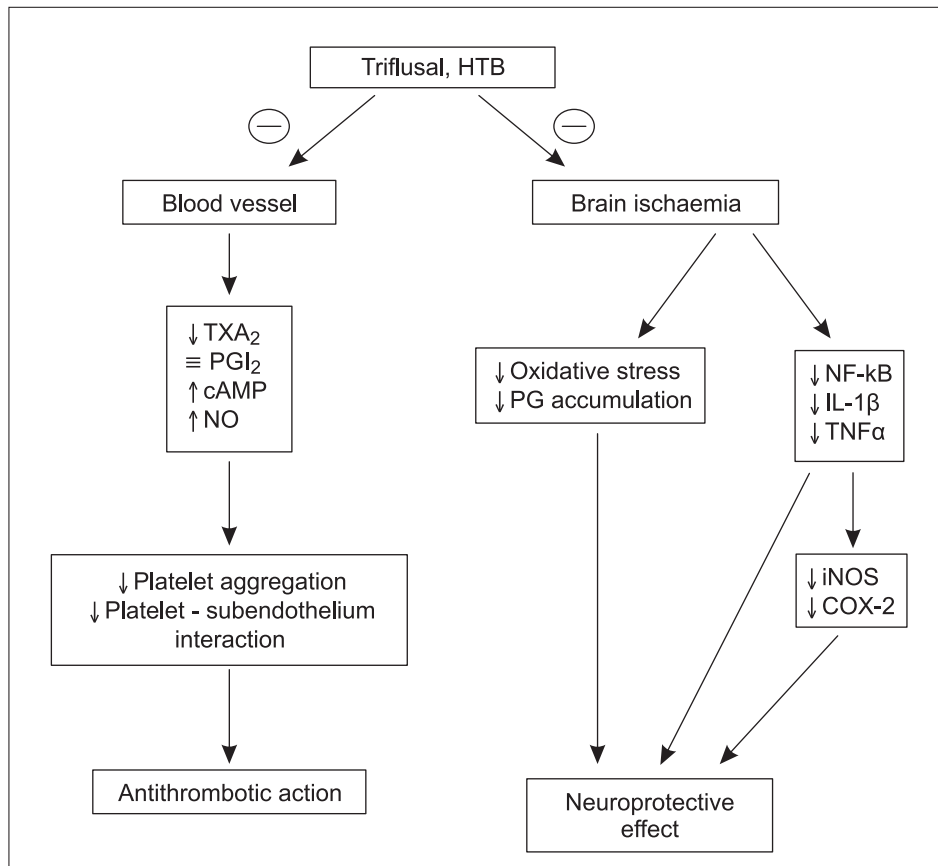 Triflusal, HTB
Blood vessel
Brain ischaemia
↓ TXA₂
≡ PGI₂
↑ cAMP
↑ NO
↓ Oxidative stress
↓ PG accumulation
↓ NF-kB
↓ IL-1β
↓ TNFα
↓ Platelet aggregation
↓ Platelet - subendothelium
interaction
↓ iNOS
↓ COX-2
Antithrombotic action
Neuroprotective
effect